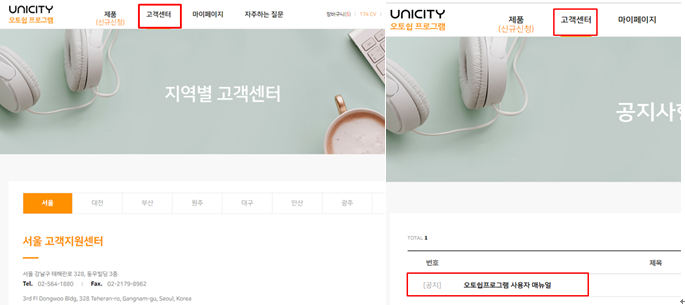 UNICITY
오토쉽 프로그램
제품
(신규신청)
고객센터
마이페이지
자주하는 질문
장바구니(5)
174 CV
지역별 고객센터
서울
대전
부산
원주
대구
안산
광주
서울 고객지원센터
서울 강남구 테헤란로 328, 동우빌딩 3층
Tel. 02-564-1880 | Fax. 02-2179-8962
3rd Fl Dongwoo Bldg, 328 Teheran-ro, Gangnam-gu, Seoul, Korea
UNICITY
오토쉽 프로그램
제품
(신규신청)
고객센터
마이페이지
공지사항
TOTAL 1
번호
제목
[공지]
오토쉽프로그램 사용자 매뉴얼